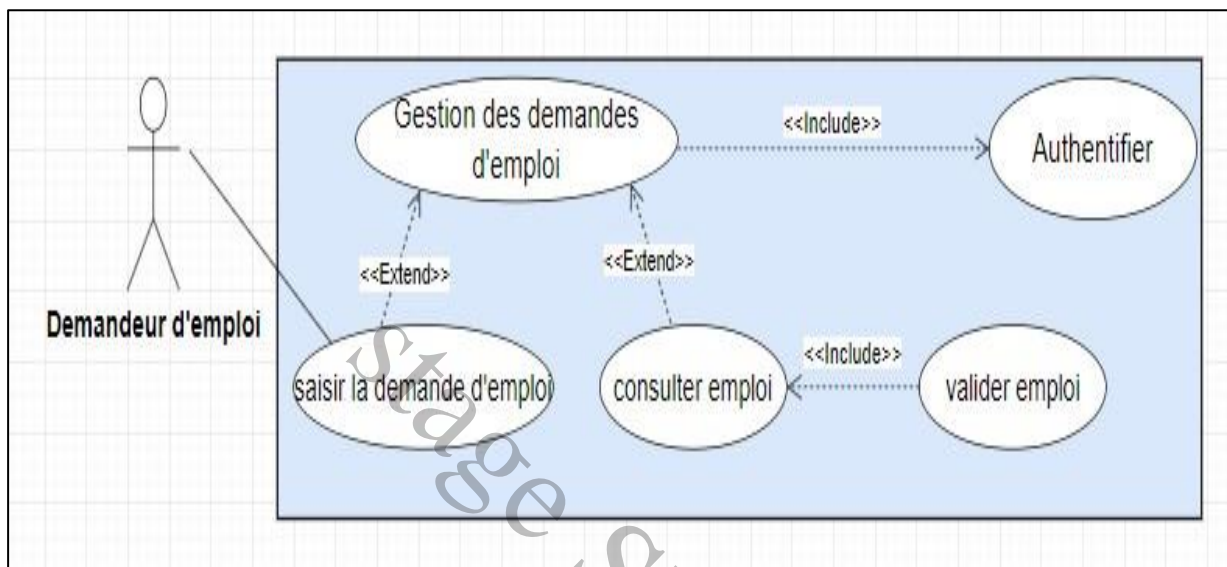 Gestion des demandes
d'emploi
<<Include>>
Authentifier
<<Extend>>
<<Extend>>
Demandeur d'emploi
saisir la demande d'emploi
consulter emploi
<<Include>>
valider emploi
stage